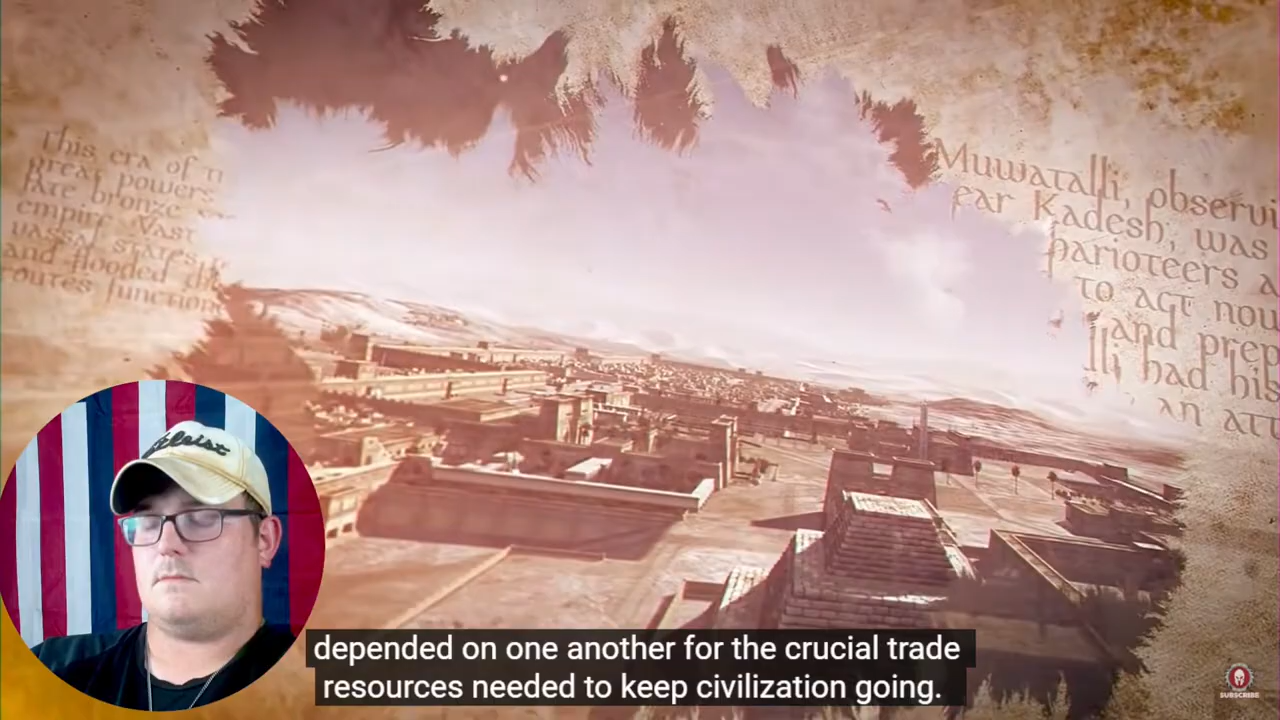 This era of
great powers
late bronze
empire. Vast
vassal states
and flooded
routes function
Muwatalli, observi
ear Kadesh, was
harioteers a
to act
and prep
lli had his
an att
Titleist
depended on one another for the crucial trade
resources needed to keep civilization going.
SUBSCRIBE